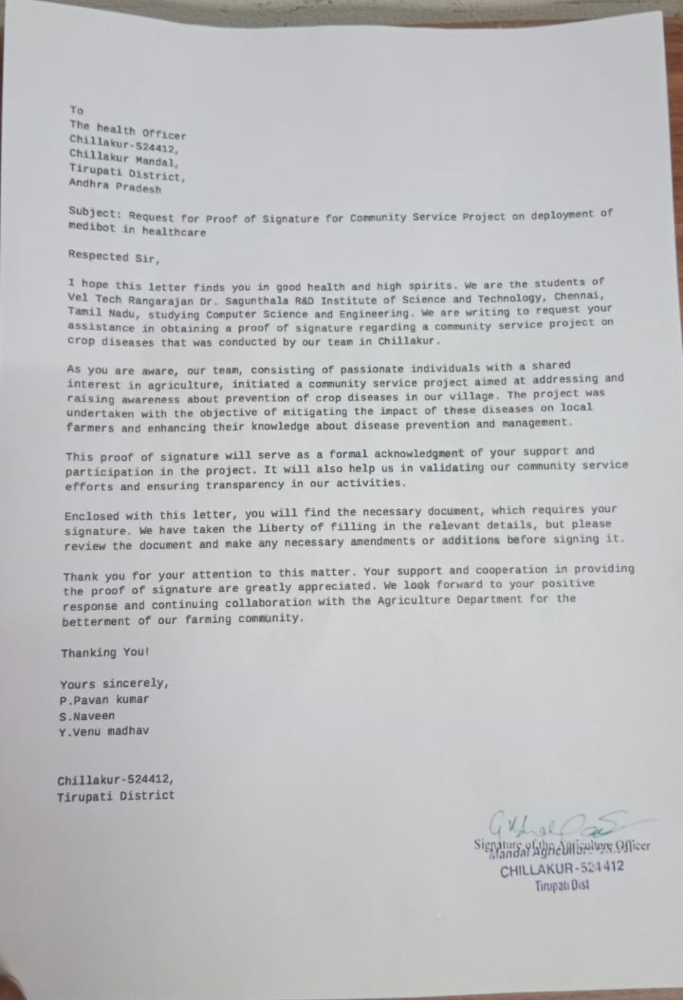 To
The health Officer
Chillakur-524412,
Chillakur Mandal,
Tirupati District,
Andhra Pradesh
Subject: Request for Proof of Signature for Community Service Project on deployment of
medibot in healthcare
Respected Sir,
I hope this letter finds you in good health and high spirits. We are the students of
Vel Tech Rangarajan Dr. Sagunthala R&D Institute of Science and Technology, Chennai,
Tamil Nadu, studying Computer Science and Engineering. We are writing to request your
assistance in obtaining a proof of signature regarding a community service project on
crop diseases that was conducted by our team in Chillakur.
As you are aware, our team, consisting of passionate individuals with a shared
interest in agriculture, initiated a community service project aimed at addressing and
raising awareness about prevention of crop diseases in our village. The project was
undertaken with the objective of mitigating the impact of these diseases on local
farmers and enhancing their knowledge about disease prevention and management.
This proof of signature will serve as a formal acknowledgment of your support and
participation in the project. It will also help us in validating our community service
efforts and ensuring transparency in our activities.
Enclosed with this letter, you will find the necessary document, which requires your
signature. We have taken the liberty of filling in the relevant details, but please
review the document and make any necessary amendments or additions before signing it.
Thank you for your attention to this matter. Your support and cooperation in providing
the proof of signature are greatly appreciated. We look forward to your positive
response and continuing collaboration with the Agriculture Department for the
betterment of our farming community.
Thanking You!
Yours sincerely,
P.Pavan kumar
S.Naveen
Y.Venu madhav
Chillakur-524412,
Tirupati District
Signature of the Agriculture Officer
Mandal Agriculture
CHILLAKUR-524412
Tirupati Dist